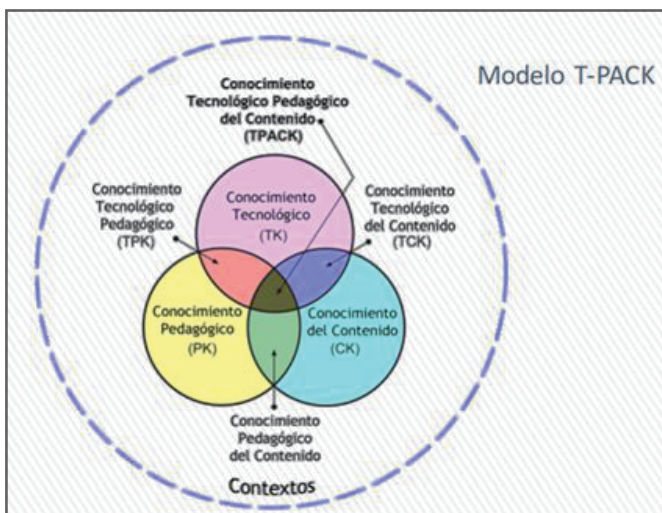 Modelo T-PACK
Conocimiento
Tecnológico Pedagógico
del Contenido
(TPACK)
Conocimiento
Tecnológico
Pedagógico
(TPK)
Conocimiento
Tecnológico
(TK)
Conocimiento
Tecnológico
del Contenido
(TCK)
Conocimiento
Pedagógico
(PK)
Conocimiento
del Contenido
(CK)
Conocimiento
Pedagógico
del Contenido
Contextos